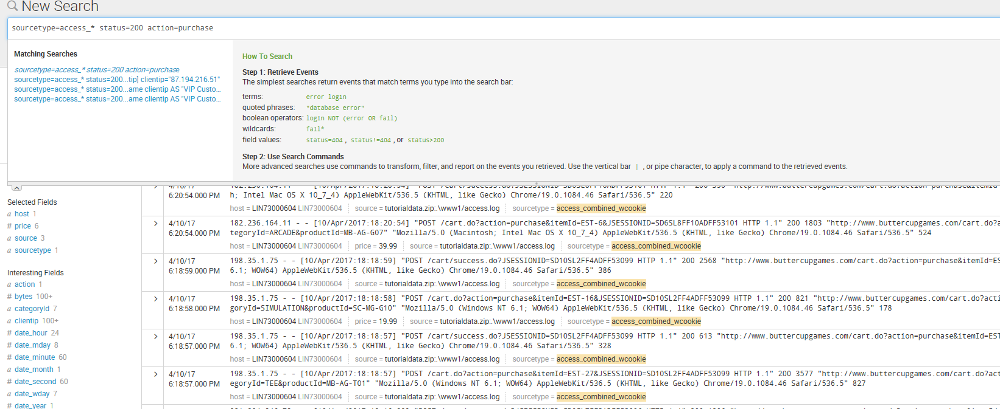 New Search
sourcetype=access_* status=200 action=purchase
Matching Searches
sourcetype=access_* status=200 action=purchase
sourcetype=access_* status=200...tip] clientip="87.194.216.51"
sourcetype=access_* status=200...ame clientip AS "VIP Custo...
sourcetype=access_* status=200...ame clientip AS "VIP Custo...
How To Search
Step 1: Retrieve Events
The simplest searches return events that match terms you type into the search bar:
terms: error login
quoted phrases: "database error"
boolean operators: login NOT (error OR fail)
wildcards: fail*
field values: status=404 , status!=404 , or status>200
Step 2: Use Search Commands
More advanced searches use commands to transform, filter, and report on the events you retrieved. Use the vertical bar | , or pipe character, to apply a command to the retrieved events.
Selected Fields
a host 1
# price 6
a source 3
a sourcetype 1
Interesting Fields
a action 1
# bytes 100+
a categoryId 7
a clientip 100+
# date_hour 24
# date_mday 8
# date_minute 60
a date_month 1
# date_second 60
a date_wday 7
# date_year 1
4/10/17
6:20:54.000 PM
h; Intel Mac OS X 10_7_4) AppleWebKit/536.5 (KHTML, like Gecko) Chrome/19.0.1084.46 Safari/536.5" 220
host = LIN73000604 LIN73000604 source = tutorialdata.zip:.\www1/access.log sourcetype = access_combined_wcookie
4/10/17
6:20:54.000 PM
182.236.164.11 - - [10/Apr/2017:18:20:54] "POST /cart.do?action=purchase&itemId=EST-6&JSESSIONID=SD6SL8FF10ADFF53101 HTTP 1.1" 200 1803 "http://www.buttercupgames.com/cart.do?a
tegoryId=ARCADE&productId=MB-AG-G07" "Mozilla/5.0 (Macintosh; Intel Mac OS X 10_7_4) AppleWebKit/536.5 (KHTML, like Gecko) Chrome/19.0.1084.46 Safari/536.5" 524
host = LIN73000604 LIN73000604 price = 39.99 source = tutorialdata.zip:.\www1/access.log sourcetype = access_combined_wcookie
4/10/17
6:18:59.000 PM
198.35.1.75 - - [10/Apr/2017:18:18:59] "POST /cart/success.do?JSESSIONID=SD10SL2FF4ADFF53099 HTTP 1.1" 200 2568 "http://www.buttercupgames.com/cart.do?action=purchase&itemId=ES
6.1; WOW64) AppleWebKit/536.5 (KHTML, like Gecko) Chrome/19.0.1084.46 Safari/536.5" 386
host = LIN73000604 LIN73000604 source = tutorialdata.zip:.\www1/access.log sourcetype = access_combined_wcookie
4/10/17
6:18:58.000 PM
198.35.1.75 - - [10/Apr/2017:18:18:58] "POST /cart.do?action=purchase&itemId=EST-16&JSESSIONID=SD10SL2FF4ADFF53099 HTTP 1.1" 200 821 "http://www.buttercupgames.com/cart.do?acti
goryId=SIMULATION&productId=SC-MG-G10" "Mozilla/5.0 (Windows NT 6.1; WOW64) AppleWebKit/536.5 (KHTML, like Gecko) Chrome/19.0.1084.46 Safari/536.5" 178
host = LIN73000604 LIN73000604 price = 19.99 source = tutorialdata.zip:.\www1/access.log sourcetype = access_combined_wcookie
4/10/17
6:18:57.000 PM
198.35.1.75 - - [10/Apr/2017:18:18:57] "POST /cart/success.do?JSESSIONID=SD10SL2FF4ADFF53099 HTTP 1.1" 200 613 "http://www.buttercupgames.com/cart.do?action=purchase&itemId=EST
6.1; WOW64) AppleWebKit/536.5 (KHTML, like Gecko) Chrome/19.0.1084.46 Safari/536.5" 328
host = LIN73000604 LIN73000604 source = tutorialdata.zip:.\www1/access.log sourcetype = access_combined_wcookie
4/10/17
6:18:57.000 PM
198.35.1.75 - - [10/Apr/2017:18:18:57] "POST /cart.do?action=purchase&itemId=EST-27&JSESSIONID=SD10SL2FF4ADFF53099 HTTP 1.1" 200 3577 "http://www.buttercupgames.com/cart.do?act
egoryId=TEE&productId=MB-AG-T01" "Mozilla/5.0 (Windows NT 6.1; WOW64) AppleWebKit/536.5 (KHTML, like Gecko) Chrome/19.0.1084.46 Safari/536.5" 827
host = LIN73000604 LIN73000604 source = tutorialdata.zip:.\www1/access.log sourcetype = access_combined_wcookie